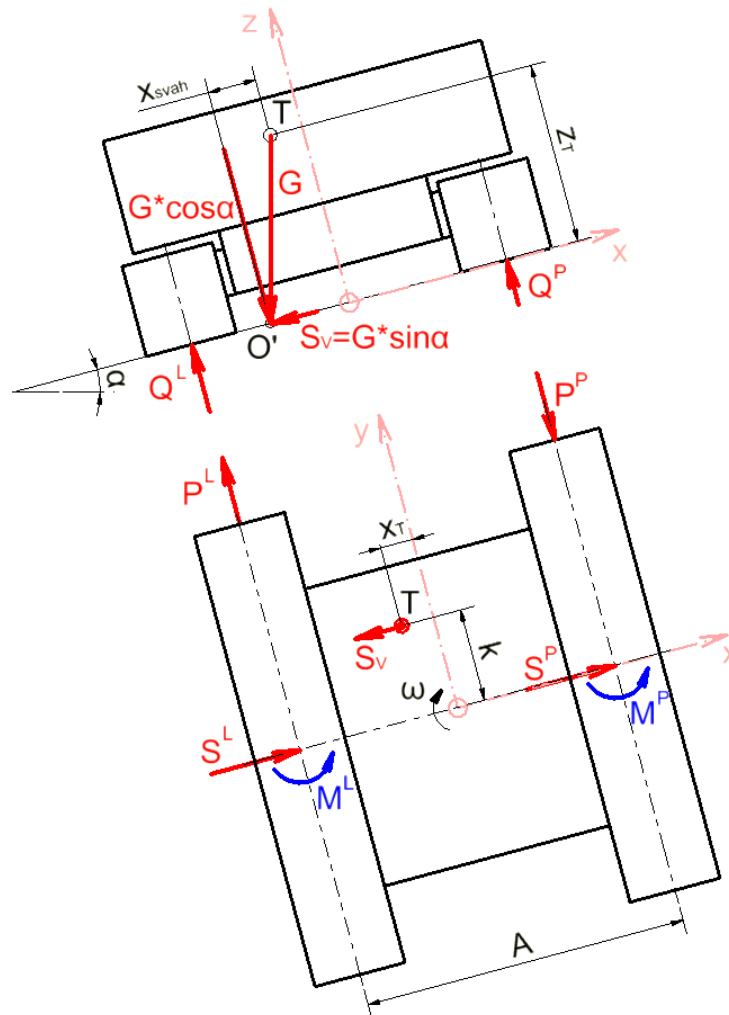 z
x_svah
T
z_T
G*cosα
G
x
Q^P
O'
S_V=G*sinα
α
Q^L
P^P
y
P^L
x_T
T
S_V
k
x
S^P
ω
M^P
S^L
M^L
A